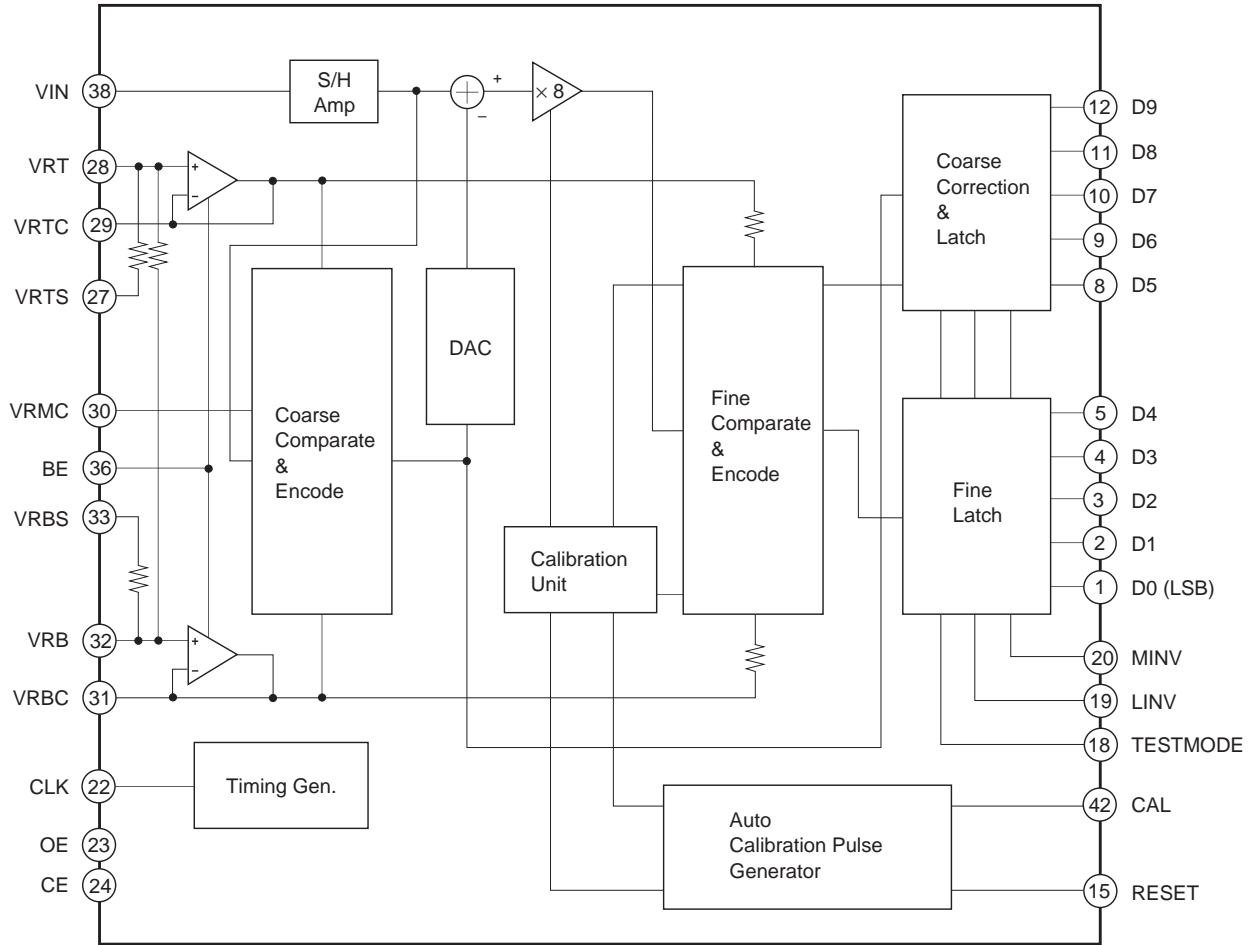 VIN 38
S/H
Amp
+
−
× 8
VRT 28
+
−
VRTC 29
VRTS 27
VRMC 30
BE 36
VRBS 33
VRB 32
+
−
VRBC 31
CLK 22
OE 23
CE 24
Coarse
Comparate
&
Encode
DAC
Fine
Comparate
&
Encode
Calibration
Unit
Timing Gen.
Auto
Calibration Pulse
Generator
Coarse
Correction
&
Latch
Fine
Latch
12 D9
11 D8
10 D7
9 D6
8 D5
5 D4
4 D3
3 D2
2 D1
1 D0 (LSB)
20 MINV
19 LINV
18 TESTMODE
42 CAL
15 RESET